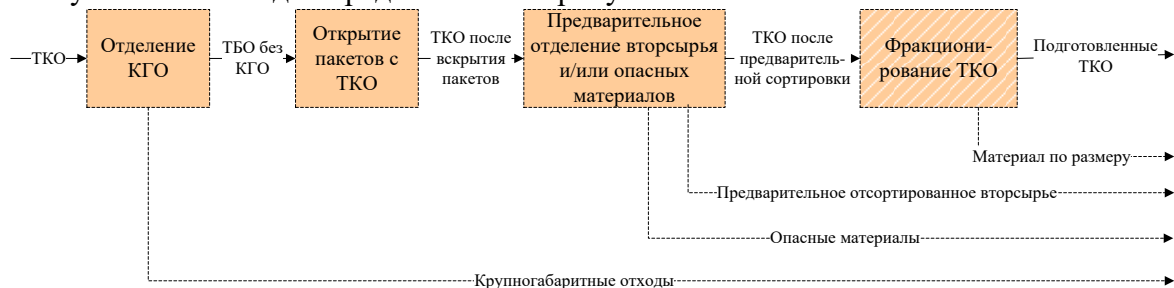 ТКО
Отделение
КГО
ТБО без
КГО
Открытие
пакетов с
ТКО
ТКО после
вскрытия
пакетов
Предварительное
отделение вторсырья
и/или опасных
материалов
ТКО после
предваритель-
ной сортировки
Фракциони-
рование ТКО
Подготовленные
ТКО
Материал по размеру
Предварительное отсортированное вторсырье
Опасные материалы
Крупногабаритные отходы